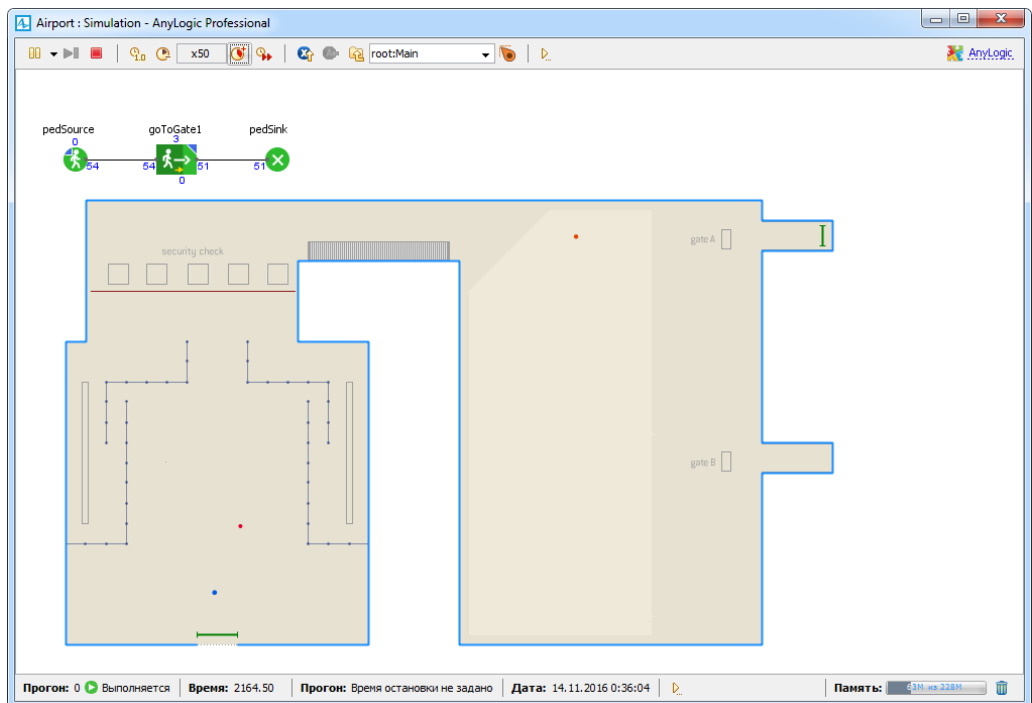 Airport : Simulation - AnyLogic Professional
x50 root:Main AnyLogic
pedSource goToGate1 pedSink
0 3
54 54 51 51
0
security check
gate A
gate B
Прогон: 0 Выполняется Время: 2164.50 Прогон: Время остановки не задано Дата: 14.11.2016 0:36:04 Память: 63M из 228M